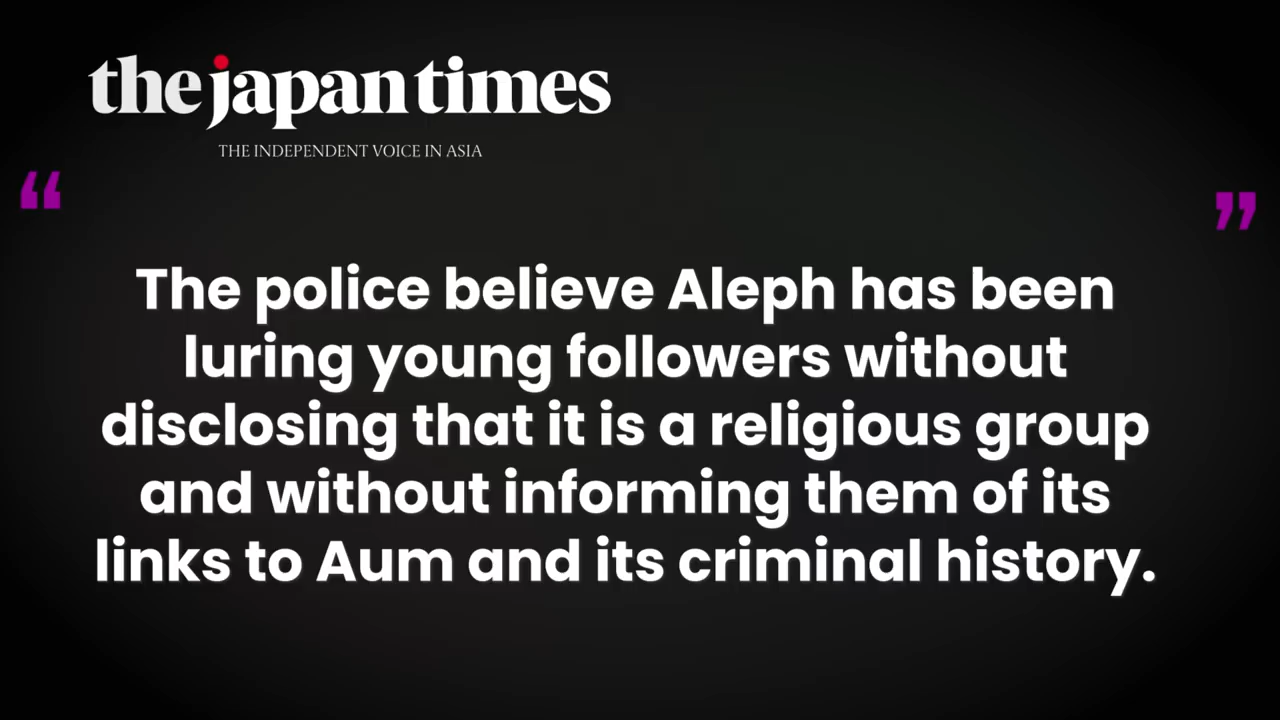 the japan times
THE INDEPENDENT VOICE IN ASIA
“ ”
The police believe Aleph has been
luring young followers without
disclosing that it is a religious group
and without informing them of its
links to Aum and its criminal history.